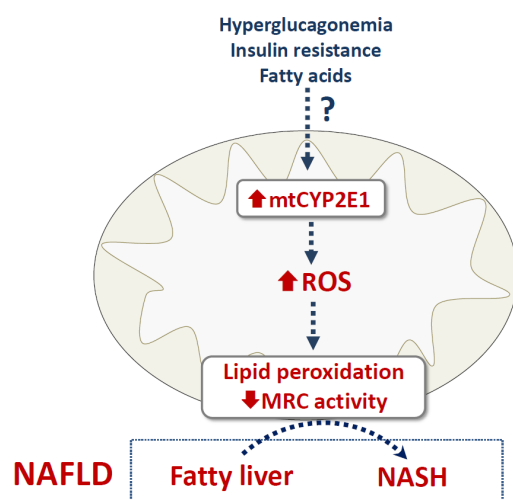 Hyperglucagonemia
Insulin resistance
Fatty acids
?
mtCYP2E1
ROS
Lipid peroxidation
MRC activity
NAFLD Fatty liver NASH